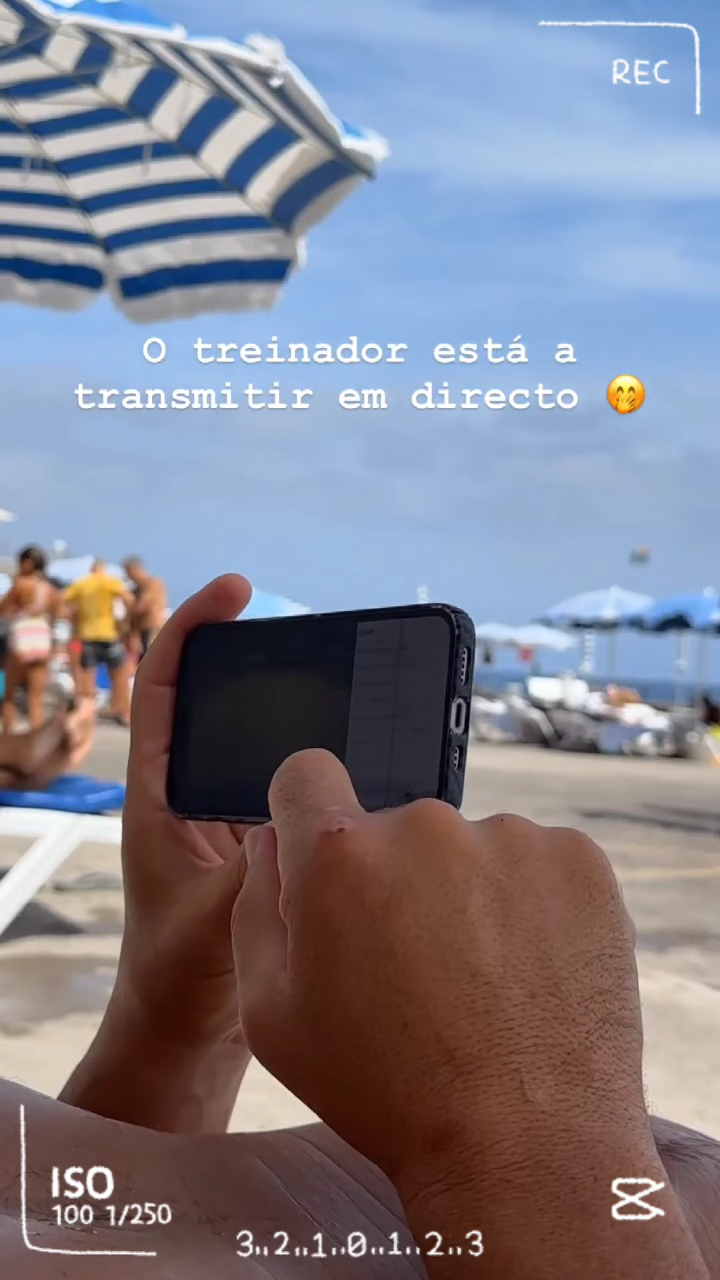 REC
O treinador está a
transmitir em directo 🤭
ISO
100 1/250
3..2..1..0..1..2..3